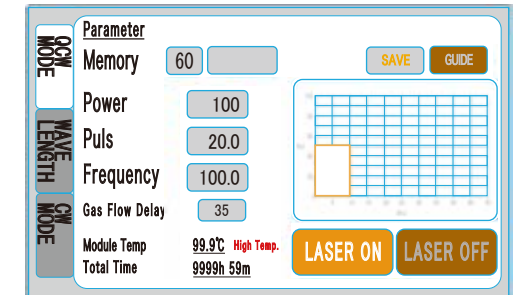 QCW MODE
WAVE LENGTH
CW MODE
Parameter
Memory 60
SAVE GUIDE
Power 100
Puls 20.0
Frequency 100.0
Gas Flow Delay 35
Module Temp 99.9℃ High Temp.
Total Time 9999h 59m
LASER ON LASER OFF